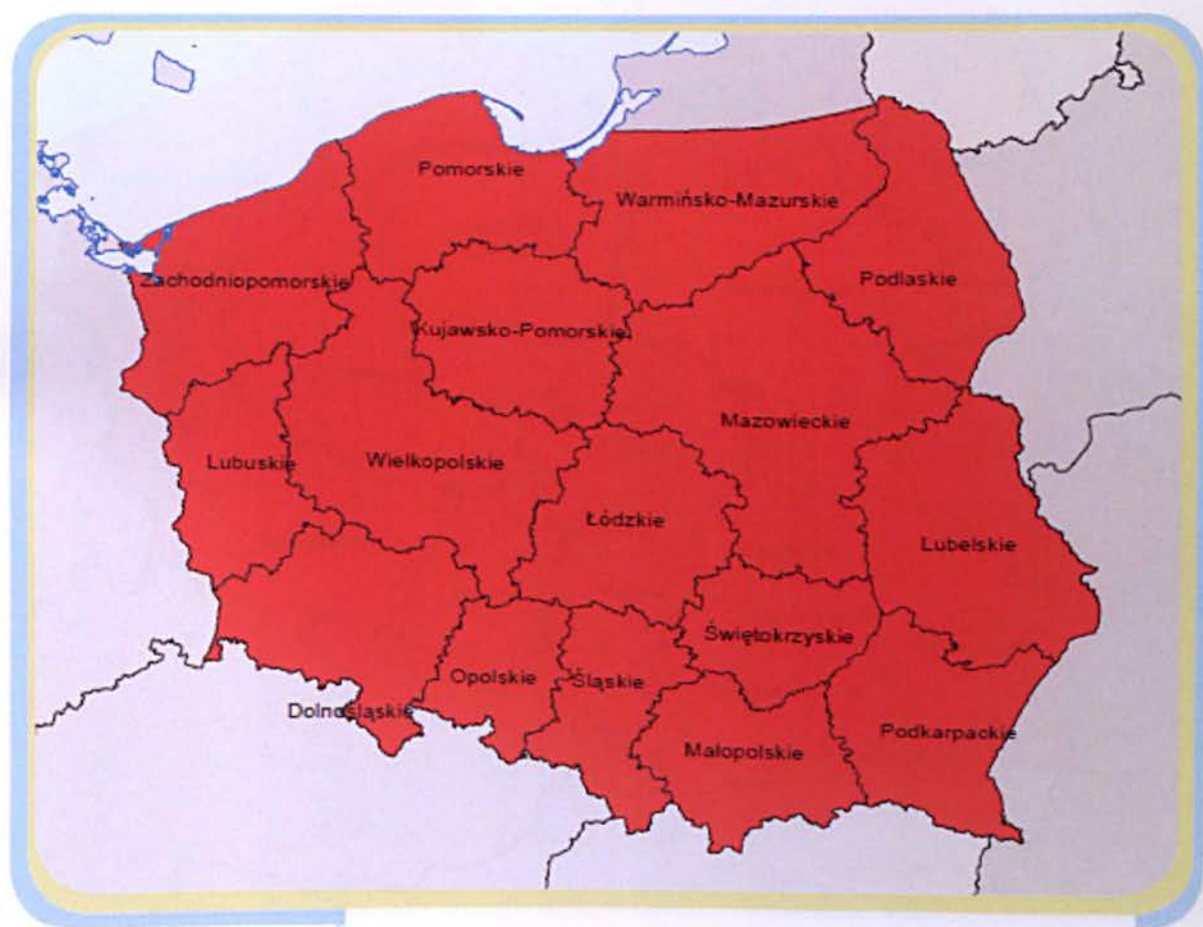 Pomorskie
Warmińsko-Mazurskie
Zachodniopomorskie
Podlaskie
Kujawsko-Pomorskie
Mazowieckie
Lubuskie
Wielkopolskie
Łódzkie
Lubelskie
Świętokrzyskie
Opolskie
Śląskie
Dolnośląskie
Podkarpackie
Małopolskie